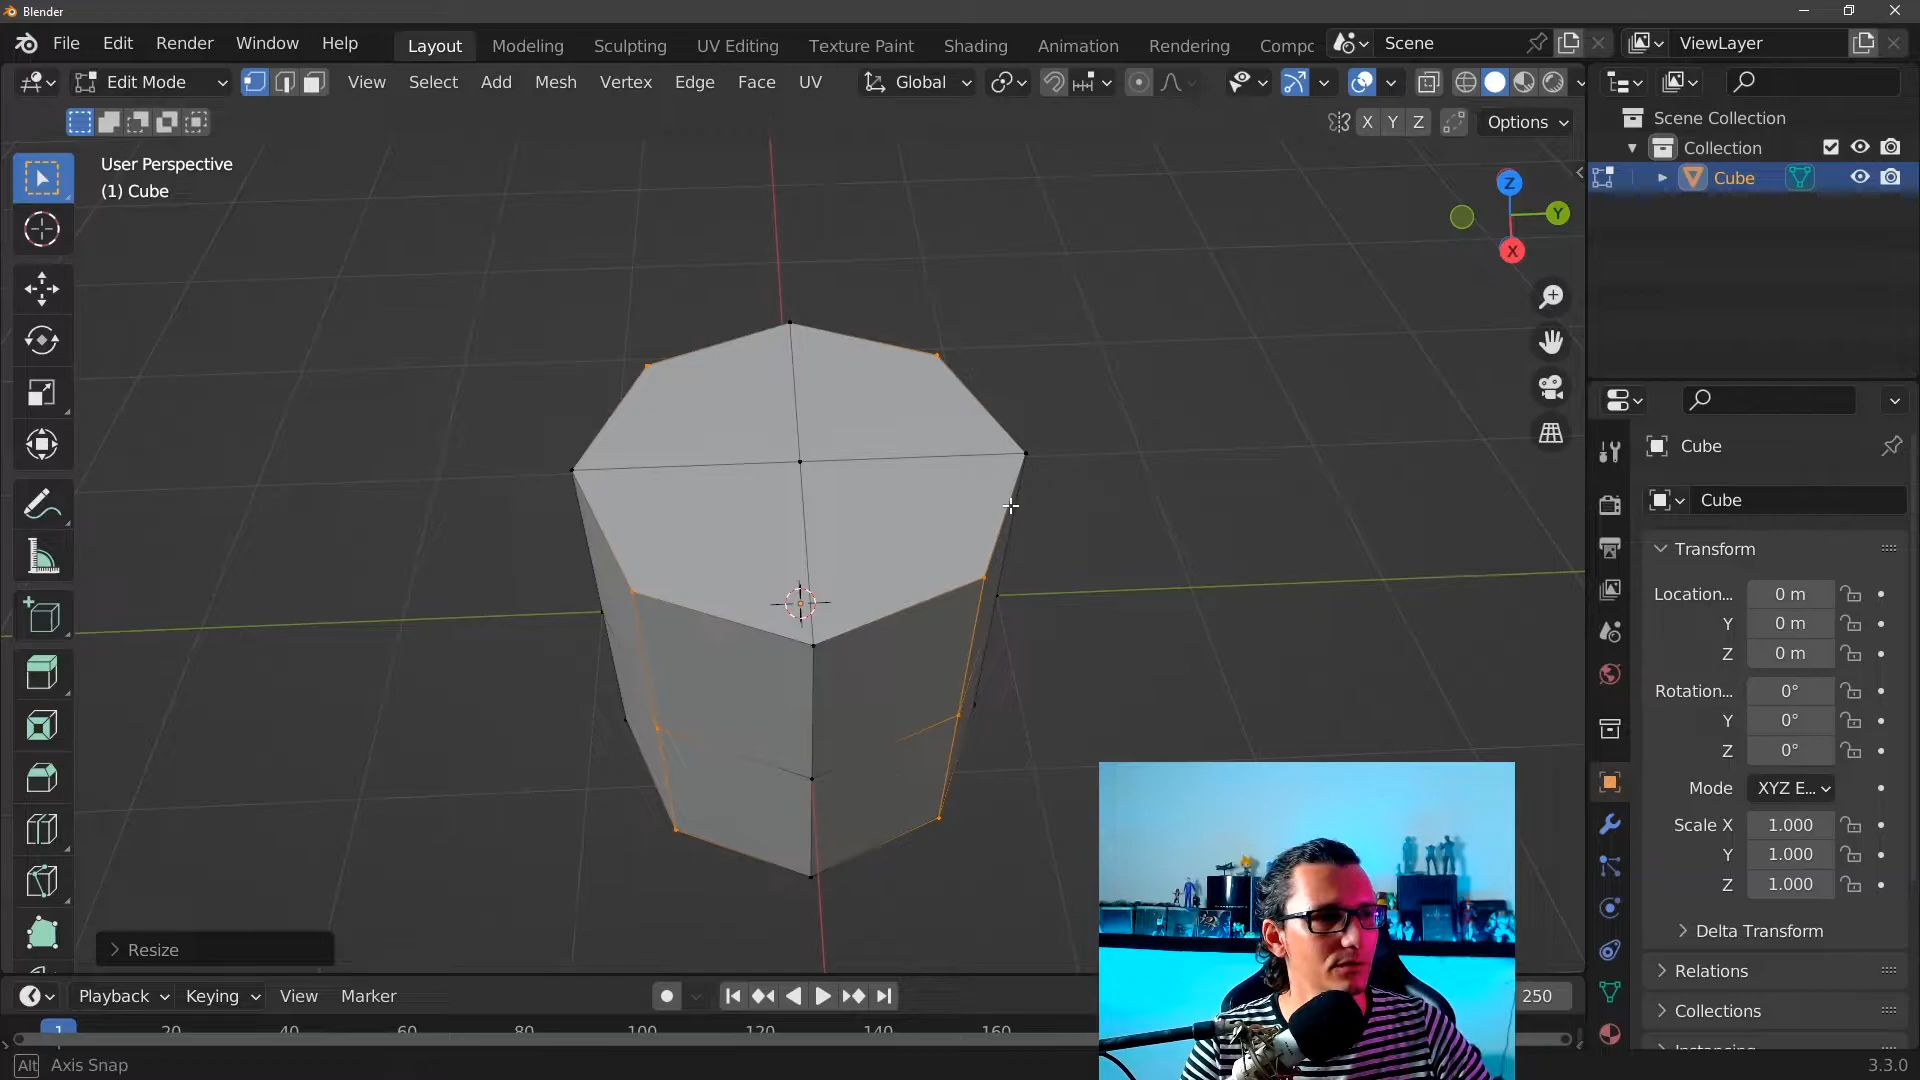 Blender
File Edit Render Window Help Layout Modeling Sculpting UV Editing Texture Paint Shading Animation Rendering Compc Scene ViewLayer
Edit Mode View Select Add Mesh Vertex Edge Face UV Global
X Y Z Options
Scene Collection
Collection
Cube
User Perspective
(1) Cube
Z
Y
X
Cube
Cube
Transform
Location... 0 m
Y 0 m
Z 0 m
Rotation... 0°
Y 0°
Z 0°
Mode XYZ E...
Scale X 1.000
Y 1.000
Z 1.000
Delta Transform
Relations
Collections
Instancing
Resize
Playback Keying View Marker 250
1 20 40 60 80 100 120 140 160
Alt Axis Snap 3.3.0